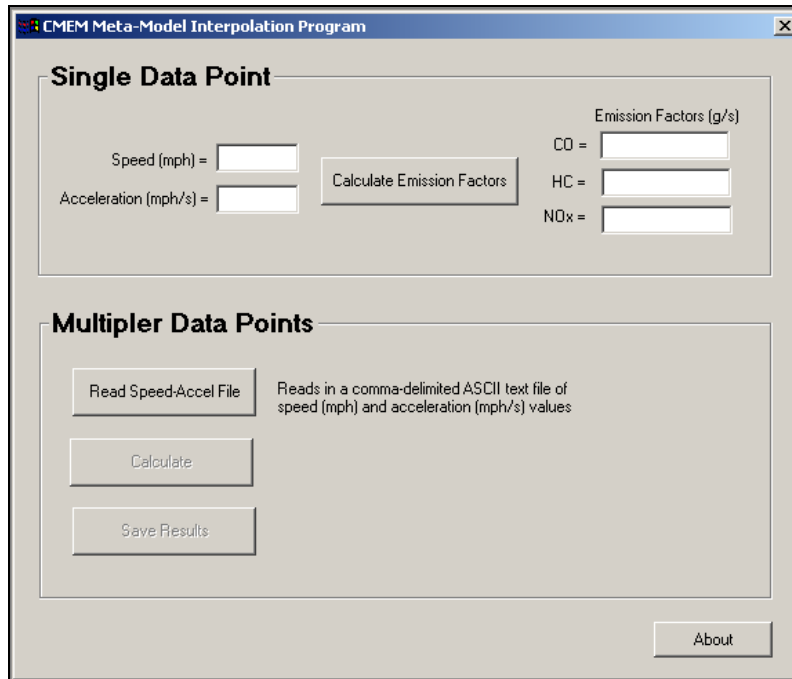 CMEM Meta-Model Interpolation Program
Single Data Point
Emission Factors (g/s)
Speed (mph) =
Acceleration (mph/s) =
Calculate Emission Factors
CO =
HC =
NOx =
Multipler Data Points
Read Speed-Accel File
Reads in a comma-delimited ASCII text file of
speed (mph) and acceleration (mph/s) values
Calculate
Save Results
About